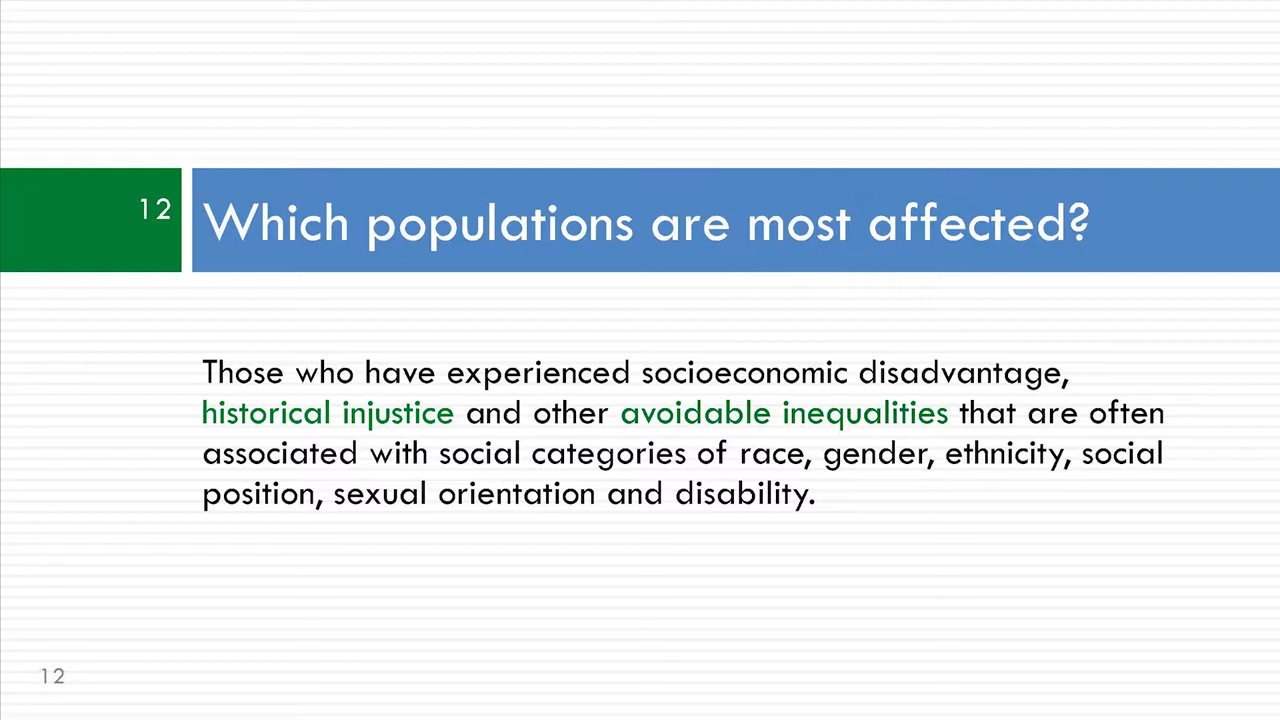 12
Which populations are most affected?
Those who have experienced socioeconomic disadvantage,
historical injustice and other avoidable inequalities that are often
associated with social categories of race, gender, ethnicity, social
position, sexual orientation and disability.
12